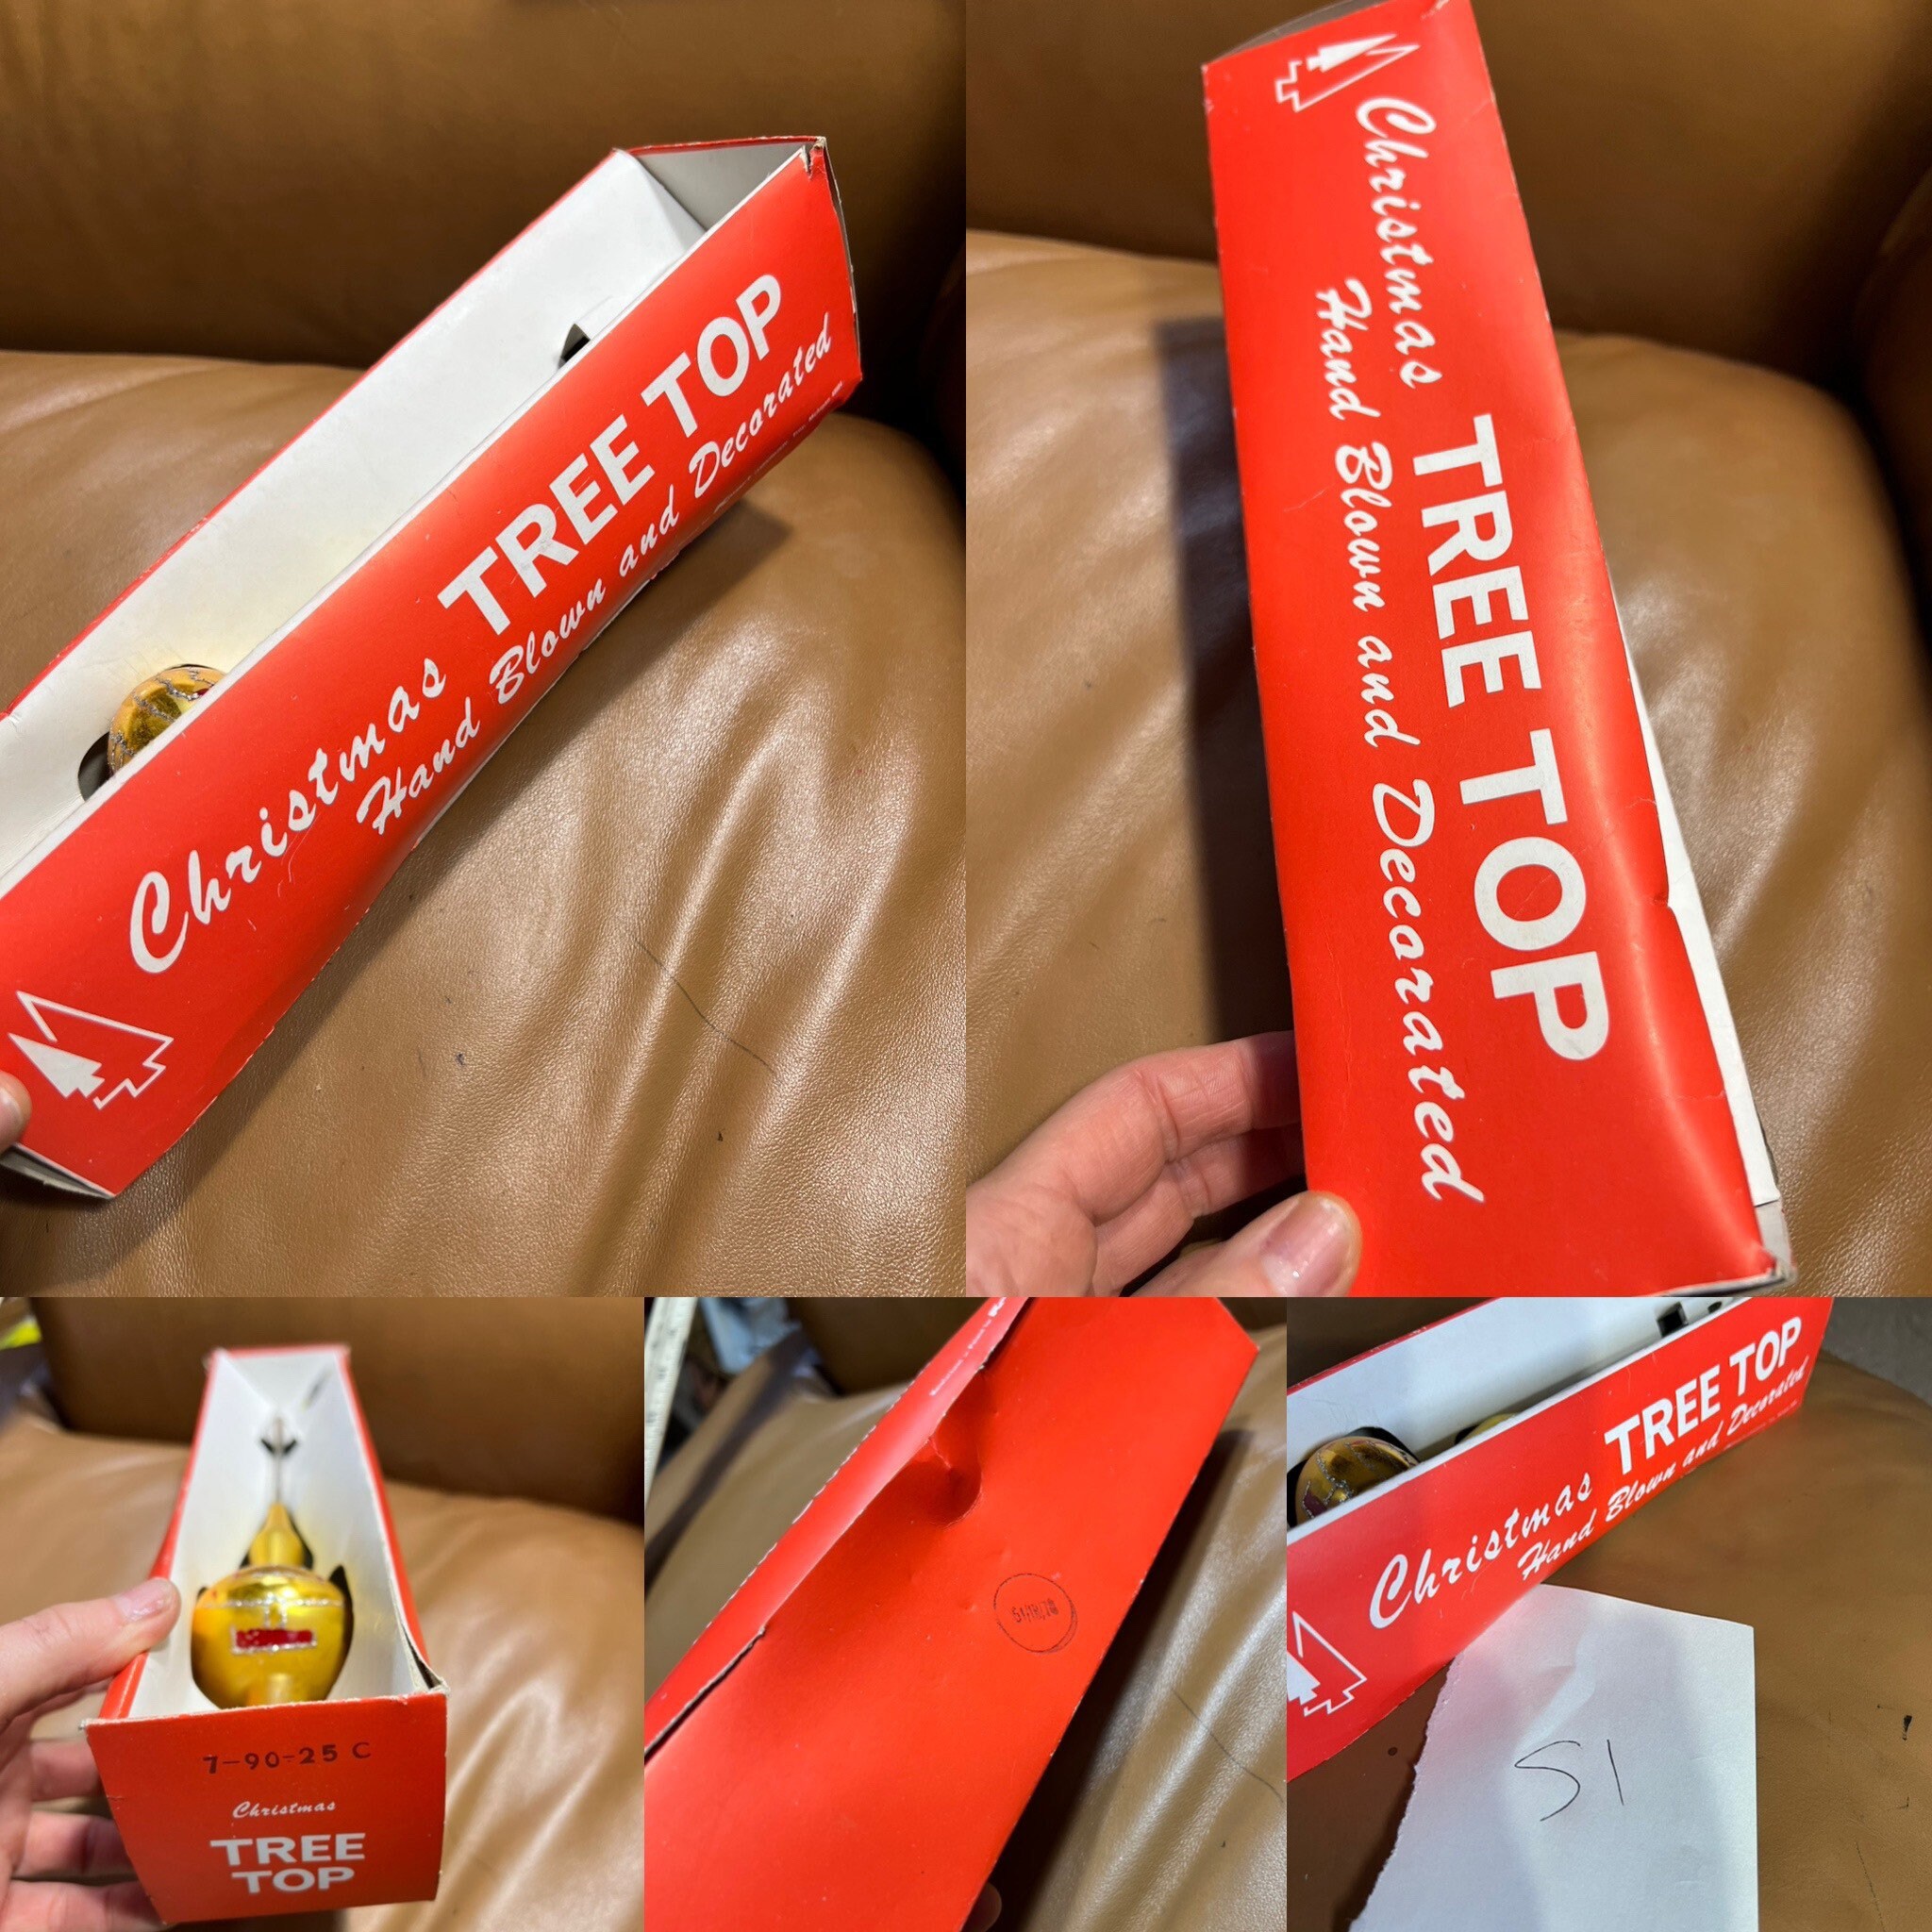 Christmas TREE TOP
Hand Blown and Decorated
Christmas TREE TOP
Hand Blown and Decorated
7-90-25 C
Christmas
TREE
TOP
Christmas TREE TOP
Hand Blown and Decorated
51